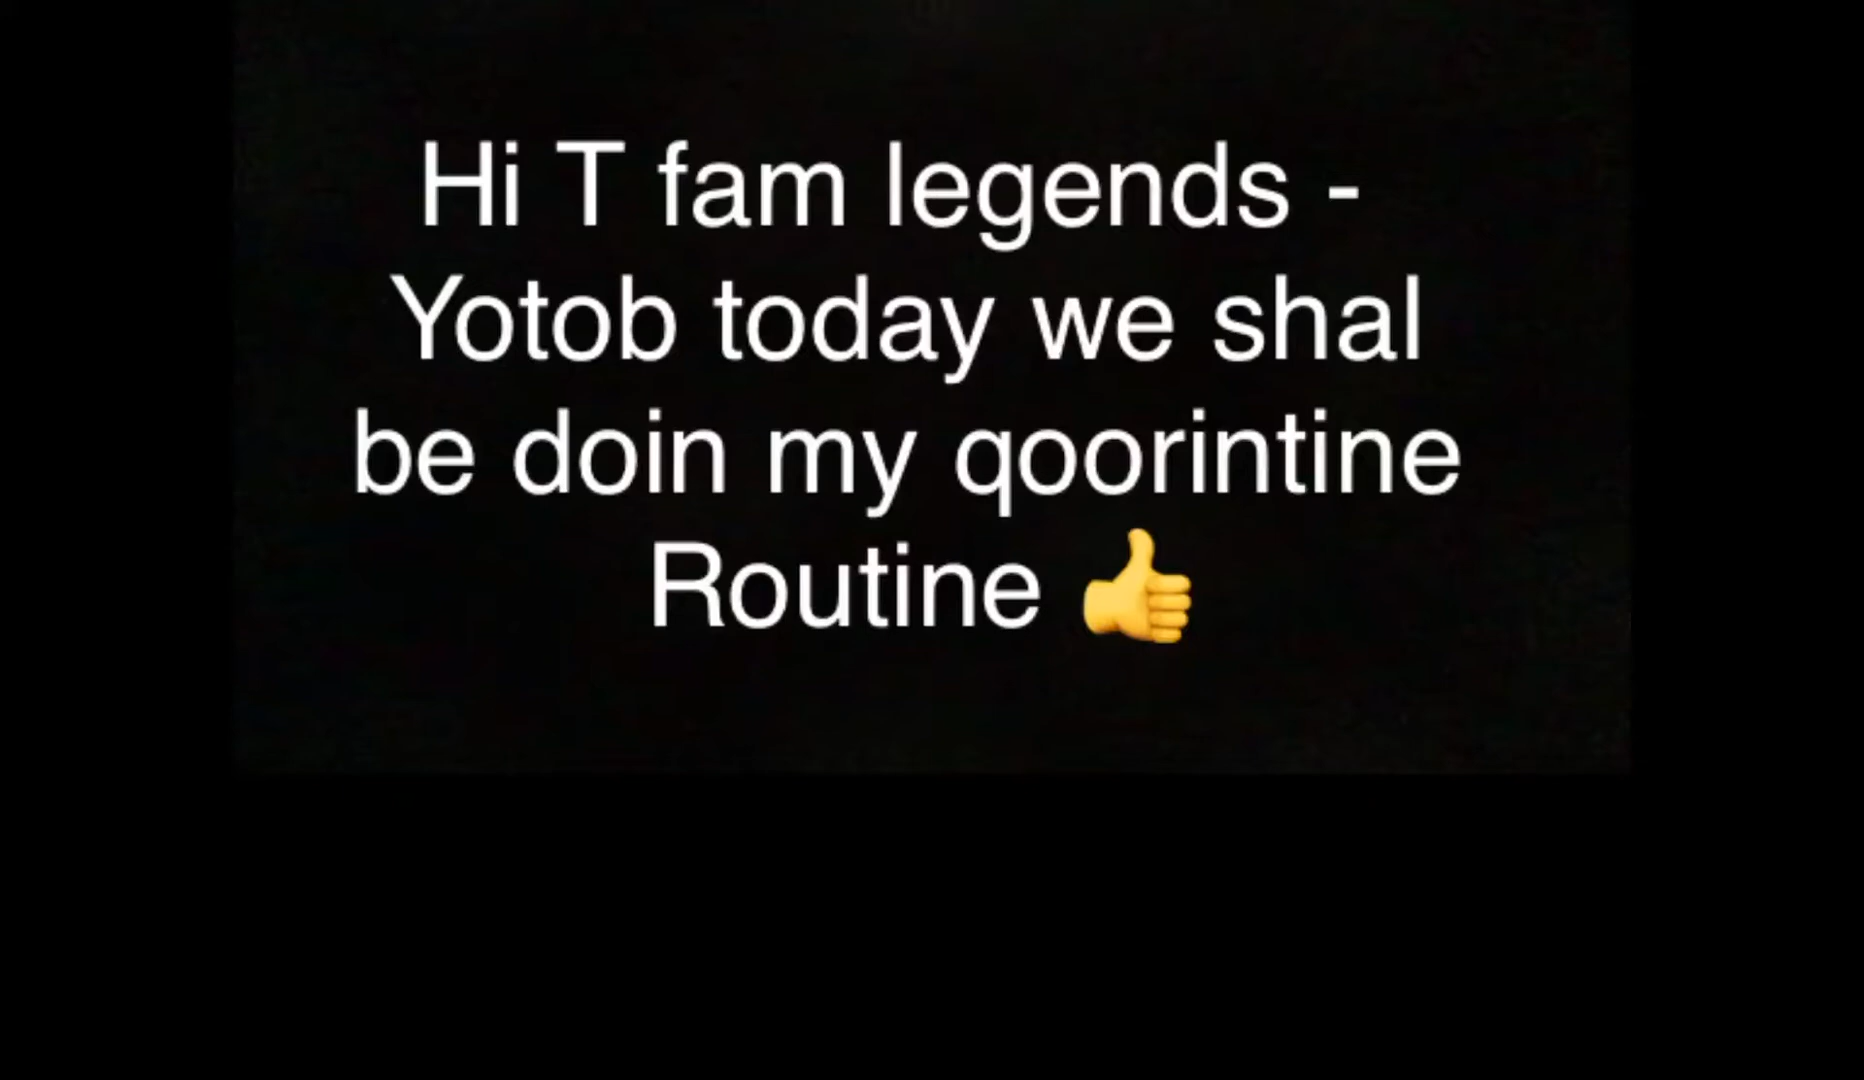 Hi T fam legends -
Yotob today we shal
be doin my qoorintine
Routine 👍